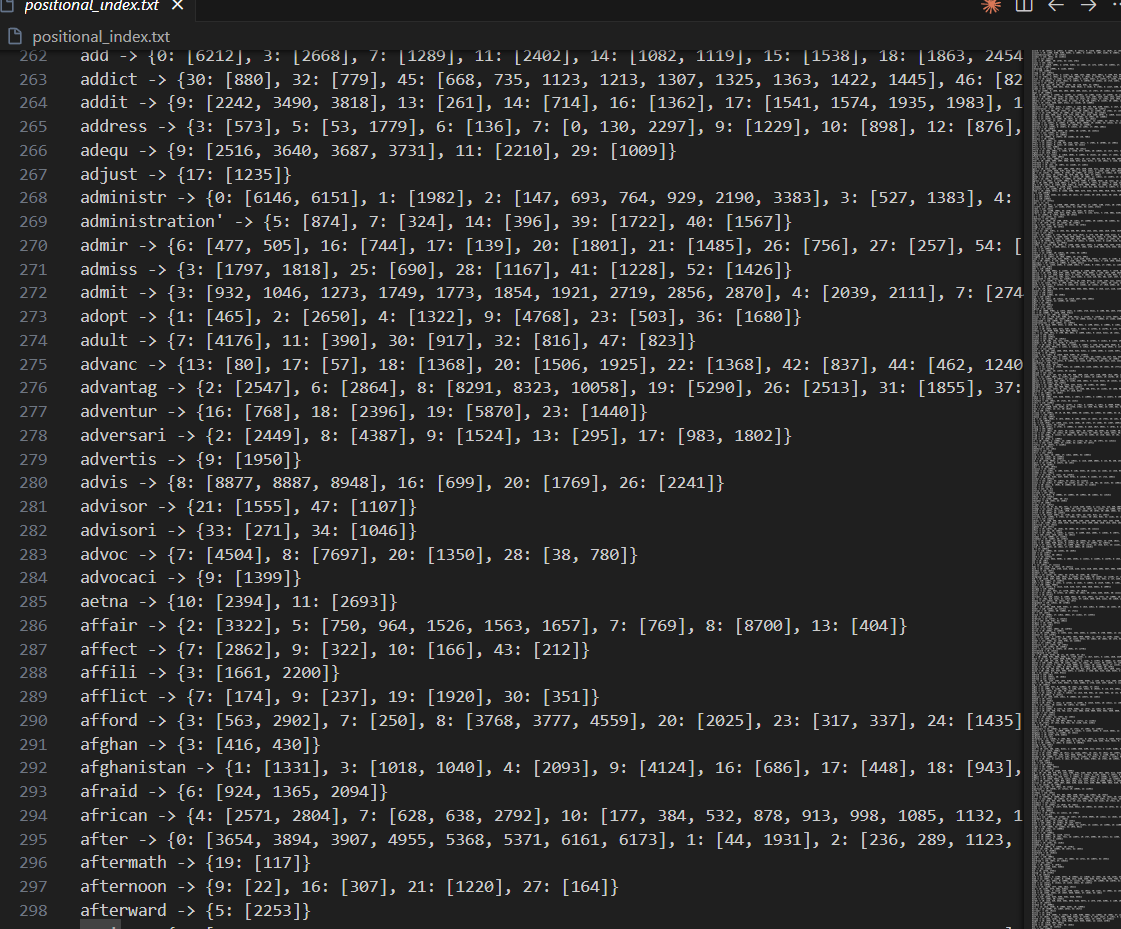 positional_index.txt ×
positional_index.txt
262 add -> {0: [6212], 3: [2668], 7: [1289], 11: [2402], 14: [1082, 1119], 15: [1538], 18: [1863, 2454
263 addict -> {30: [880], 32: [779], 45: [668, 735, 1123, 1213, 1307, 1325, 1363, 1422, 1445], 46: [82
264 addit -> {9: [2242, 3490, 3818], 13: [261], 14: [714], 16: [1362], 17: [1541, 1574, 1935, 1983], 1
265 address -> {3: [573], 5: [53, 1779], 6: [136], 7: [0, 130, 2297], 9: [1229], 10: [898], 12: [876],
266 adequ -> {9: [2516, 3640, 3687, 3731], 11: [2210], 29: [1009]}
267 adjust -> {17: [1235]}
268 administr -> {0: [6146, 6151], 1: [1982], 2: [147, 693, 764, 929, 2190, 3383], 3: [527, 1383], 4:
269 administration' -> {5: [874], 7: [324], 14: [396], 39: [1722], 40: [1567]}
270 admir -> {6: [477, 505], 16: [744], 17: [139], 20: [1801], 21: [1485], 26: [756], 27: [257], 54: [
271 admiss -> {3: [1797, 1818], 25: [690], 28: [1167], 41: [1228], 52: [1426]}
272 admit -> {3: [932, 1046, 1273, 1749, 1773, 1854, 1921, 2719, 2856, 2870], 4: [2039, 2111], 7: [274
273 adopt -> {1: [465], 2: [2650], 4: [1322], 9: [4768], 23: [503], 36: [1680]}
274 adult -> {7: [4176], 11: [390], 30: [917], 32: [816], 47: [823]}
275 advanc -> {13: [80], 17: [57], 18: [1368], 20: [1506, 1925], 22: [1368], 42: [837], 44: [462, 1240
276 advantag -> {2: [2547], 6: [2864], 8: [8291, 8323, 10058], 19: [5290], 26: [2513], 31: [1855], 37:
277 adventur -> {16: [768], 18: [2396], 19: [5870], 23: [1440]}
278 adversari -> {2: [2449], 8: [4387], 9: [1524], 13: [295], 17: [983, 1802]}
279 advertis -> {9: [1950]}
280 advis -> {8: [8877, 8887, 8948], 16: [699], 20: [1769], 26: [2241]}
281 advisor -> {21: [1555], 47: [1107]}
282 advisori -> {33: [271], 34: [1046]}
283 advoc -> {7: [4504], 8: [7697], 20: [1350], 28: [38, 780]}
284 advocaci -> {9: [1399]}
285 aetna -> {10: [2394], 11: [2693]}
286 affair -> {2: [3322], 5: [750, 964, 1526, 1563, 1657], 7: [769], 8: [8700], 13: [404]}
287 affect -> {7: [2862], 9: [322], 10: [166], 43: [212]}
288 affili -> {3: [1661, 2200]}
289 afflict -> {7: [174], 9: [237], 19: [1920], 30: [351]}
290 afford -> {3: [563, 2902], 7: [250], 8: [3768, 3777, 4559], 20: [2025], 23: [317, 337], 24: [1435]
291 afghan -> {3: [416, 430]}
292 afghanistan -> {1: [1331], 3: [1018, 1040], 4: [2093], 9: [4124], 16: [686], 17: [448], 18: [943],
293 afraid -> {6: [924, 1365, 2094]}
294 african -> {4: [2571, 2804], 7: [628, 638, 2792], 10: [177, 384, 532, 878, 913, 998, 1085, 1132, 1
295 after -> {0: [3654, 3894, 3907, 4955, 5368, 5371, 6161, 6173], 1: [44, 1931], 2: [236, 289, 1123,
296 aftermath -> {19: [117]}
297 afternoon -> {9: [22], 16: [307], 21: [1220], 27: [164]}
298 afterward -> {5: [2253]}